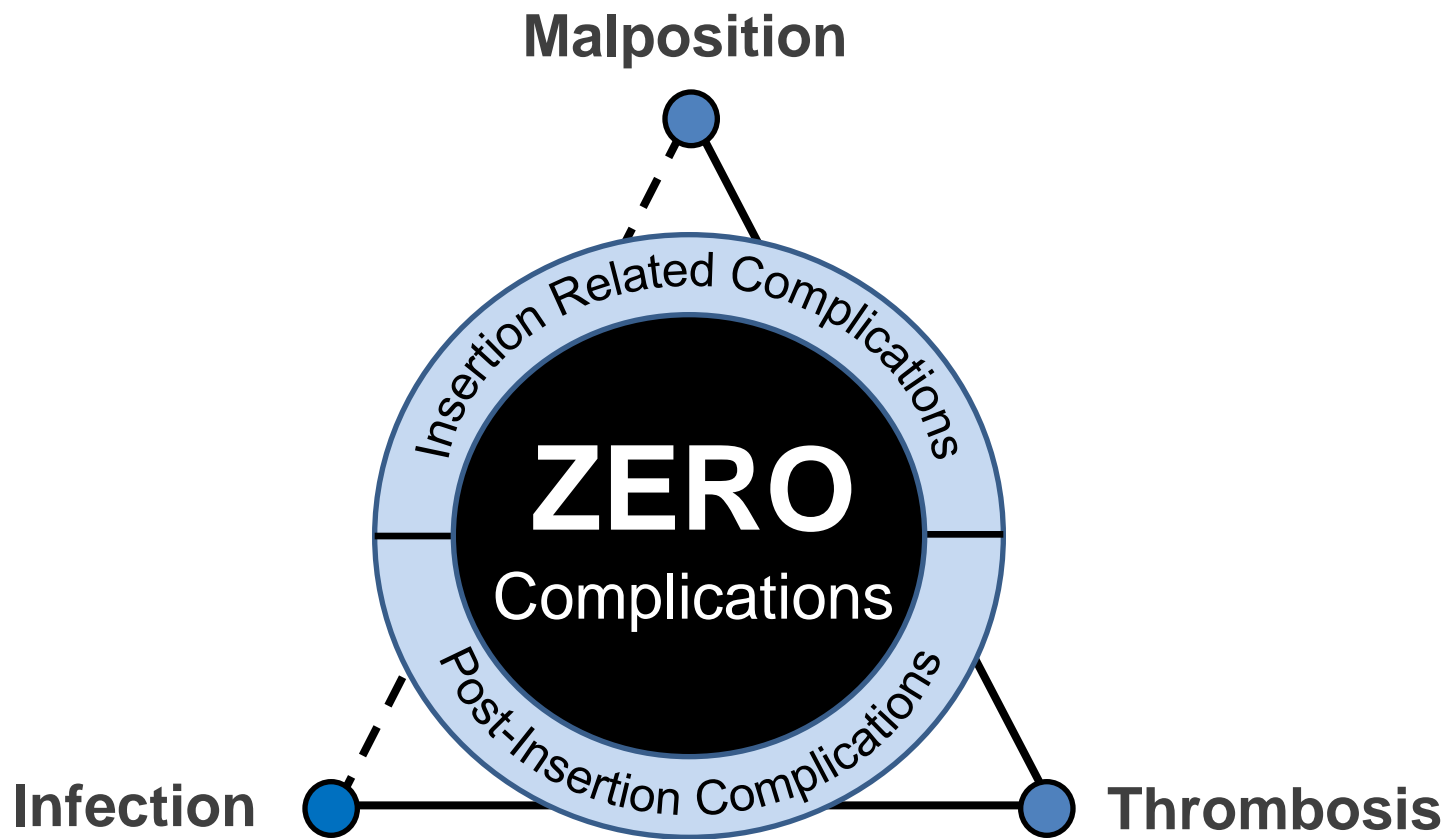 Malposition
Insertion Related Complications
ZERO
Complications
Post-Insertion Complications
Infection
Thrombosis